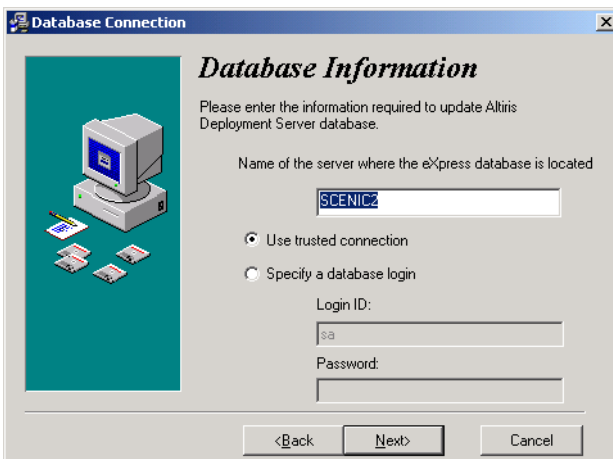 Database Connection
Database Information
Please enter the information required to update Altiris
Deployment Server database.
Name of the server where the eXpress database is located
SCENIC2
Use trusted connection
Specify a database login
Login ID:
sa
Password:
<Back
Next>
Cancel